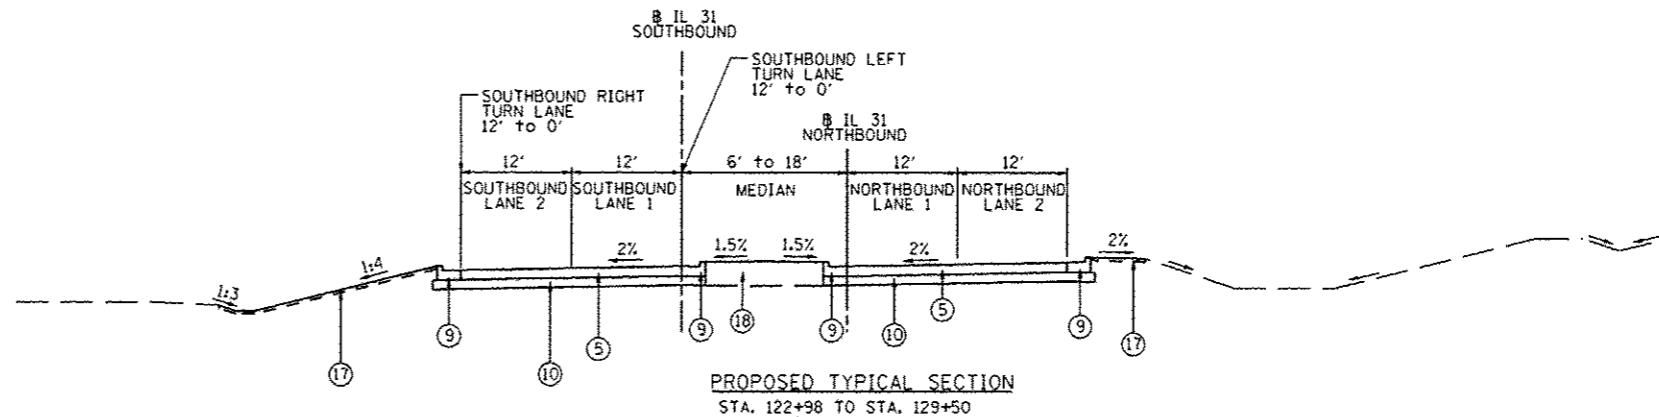 ℄ IL 31
SOUTHBOUND
SOUTHBOUND LEFT
TURN LANE
12' to 0'
SOUTHBOUND RIGHT
TURN LANE
12' to 0'
℄ IL 31
NORTHBOUND
12' 12' 6' to 18' 12' 12'
SOUTHBOUND LANE 2
SOUTHBOUND LANE 1
MEDIAN
NORTHBOUND LANE 1
NORTHBOUND LANE 2
2% 1.5% 1.5% 2% 2%
1:4
1:3
17 9 10 5 9 18 9 10 5 9 17
PROPOSED TYPICAL SECTION
STA. 122+98 TO STA. 129+50